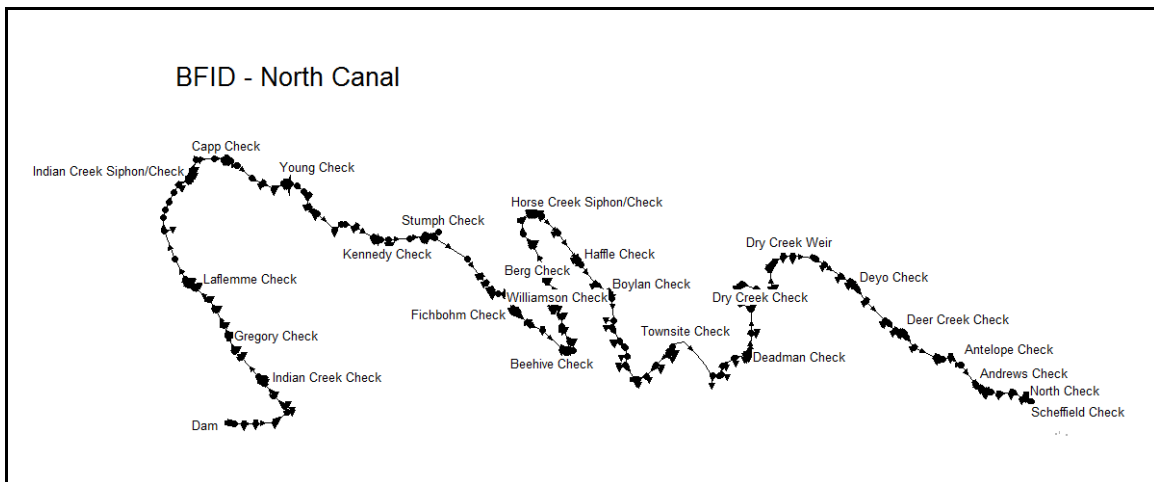 BFID - North Canal
Capp Check
Indian Creek Siphon/Check
Young Check
Horse Creek Siphon/Check
Stumph Check
Dry Creek Weir
Kennedy Check
Haffle Check
Berg Check
Laflemme Check
Deyo Check
Boylan Check
Williamson Check
Dry Creek Check
Fichbohm Check
Deer Creek Check
Townsite Check
Gregory Check
Antelope Check
Deadman Check
Beehive Check
Indian Creek Check
Andrews Check
North Check
Scheffield Check
Dam